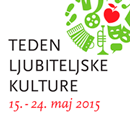 TEDEN
LJUBITELJSKE
KULTURE
15. - 24. maj 2015